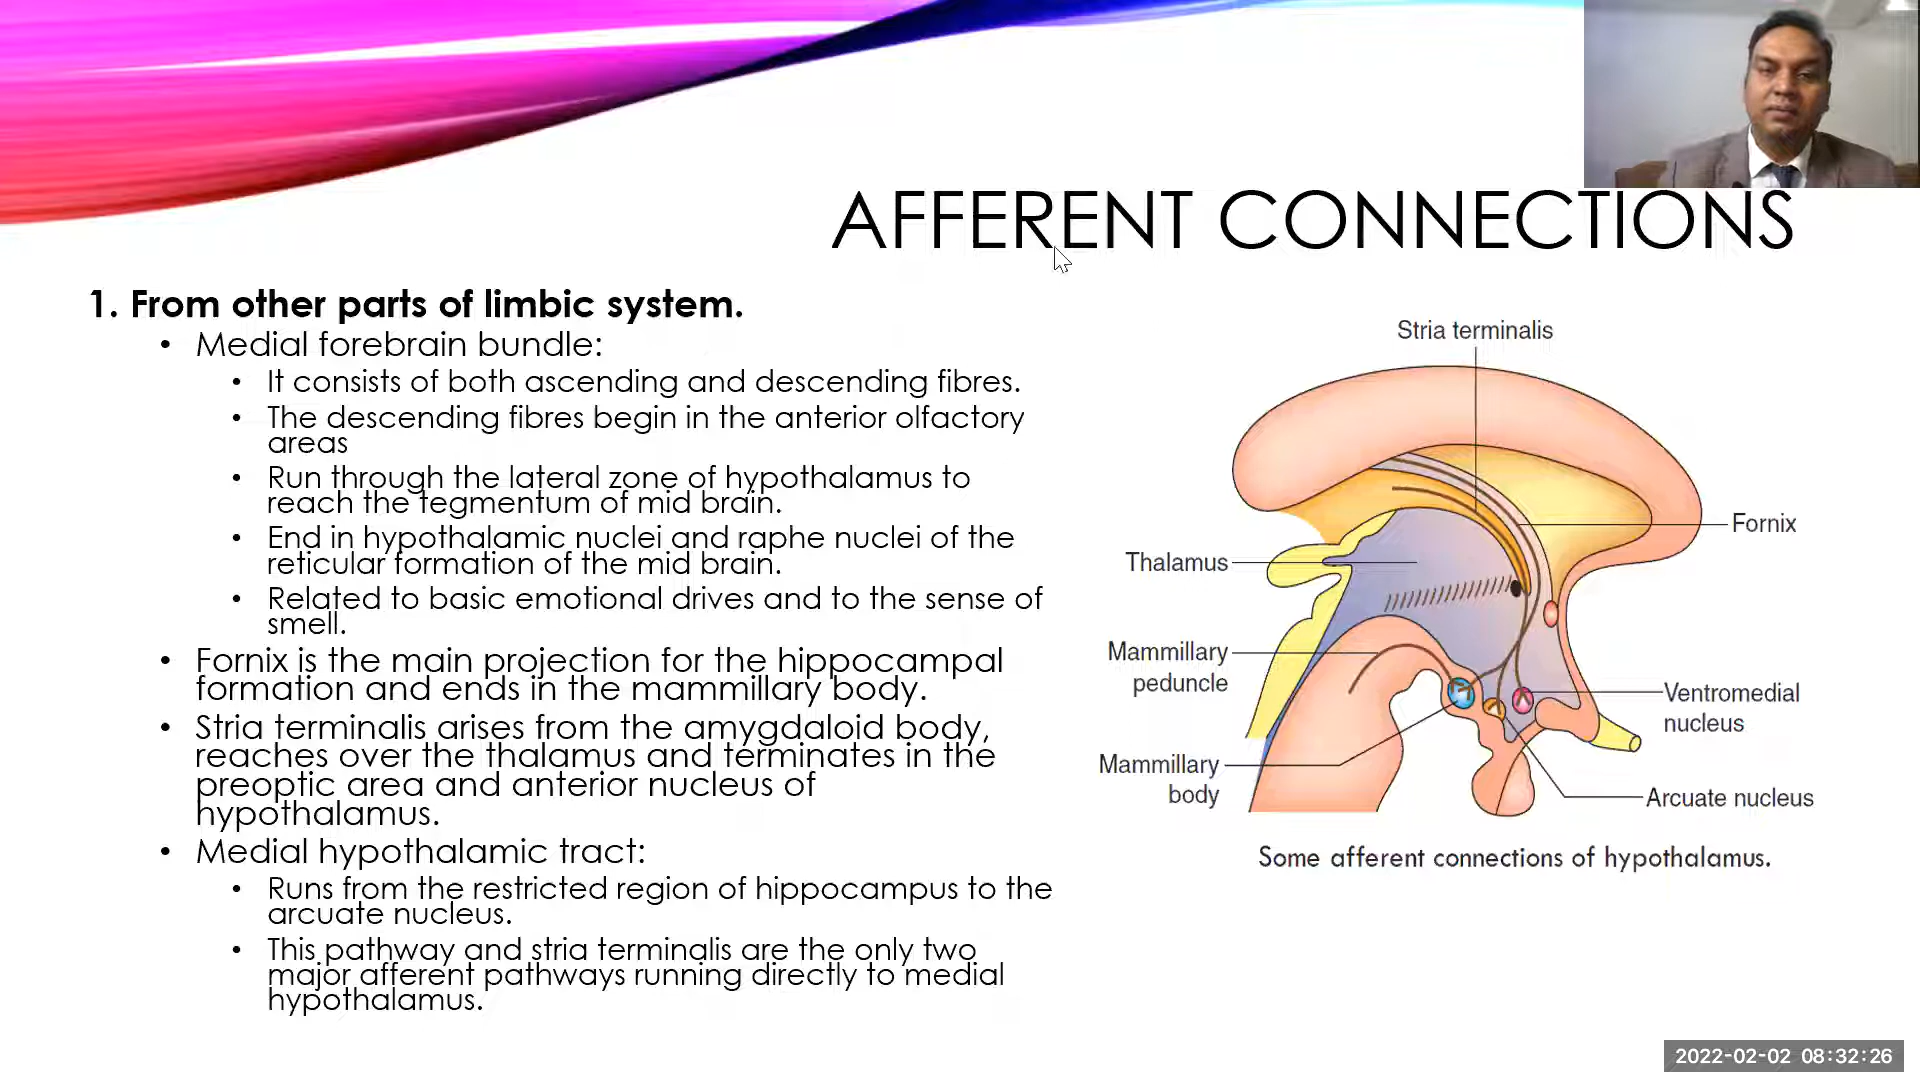 AFFERENT CONNECTIONS
1. From other parts of limbic system.
• Medial forebrain bundle:
• It consists of both ascending and descending fibres.
• The descending fibres begin in the anterior olfactory
areas
• Run through the lateral zone of hypothalamus to
reach the tegmentum of mid brain.
• End in hypothalamic nuclei and raphe nuclei of the
reticular formation of the mid brain.
• Related to basic emotional drives and to the sense of
smell.
• Fornix is the main projection for the hippocampal
formation and ends in the mammillary body.
• Stria terminalis arises from the amygdaloid body,
reaches over the thalamus and terminates in the
preoptic area and anterior nucleus of
hypothalamus.
• Medial hypothalamic tract:
• Runs from the restricted region of hippocampus to the
arcuate nucleus.
• This pathway and stria terminalis are the only two
major afferent pathways running directly to medial
hypothalamus.
Stria terminalis
Fornix
Thalamus
Mammillary
peduncle
Ventromedial
nucleus
Mammillary
body
Arcuate nucleus
Some afferent connections of hypothalamus.
2022-02-02 08:32:26